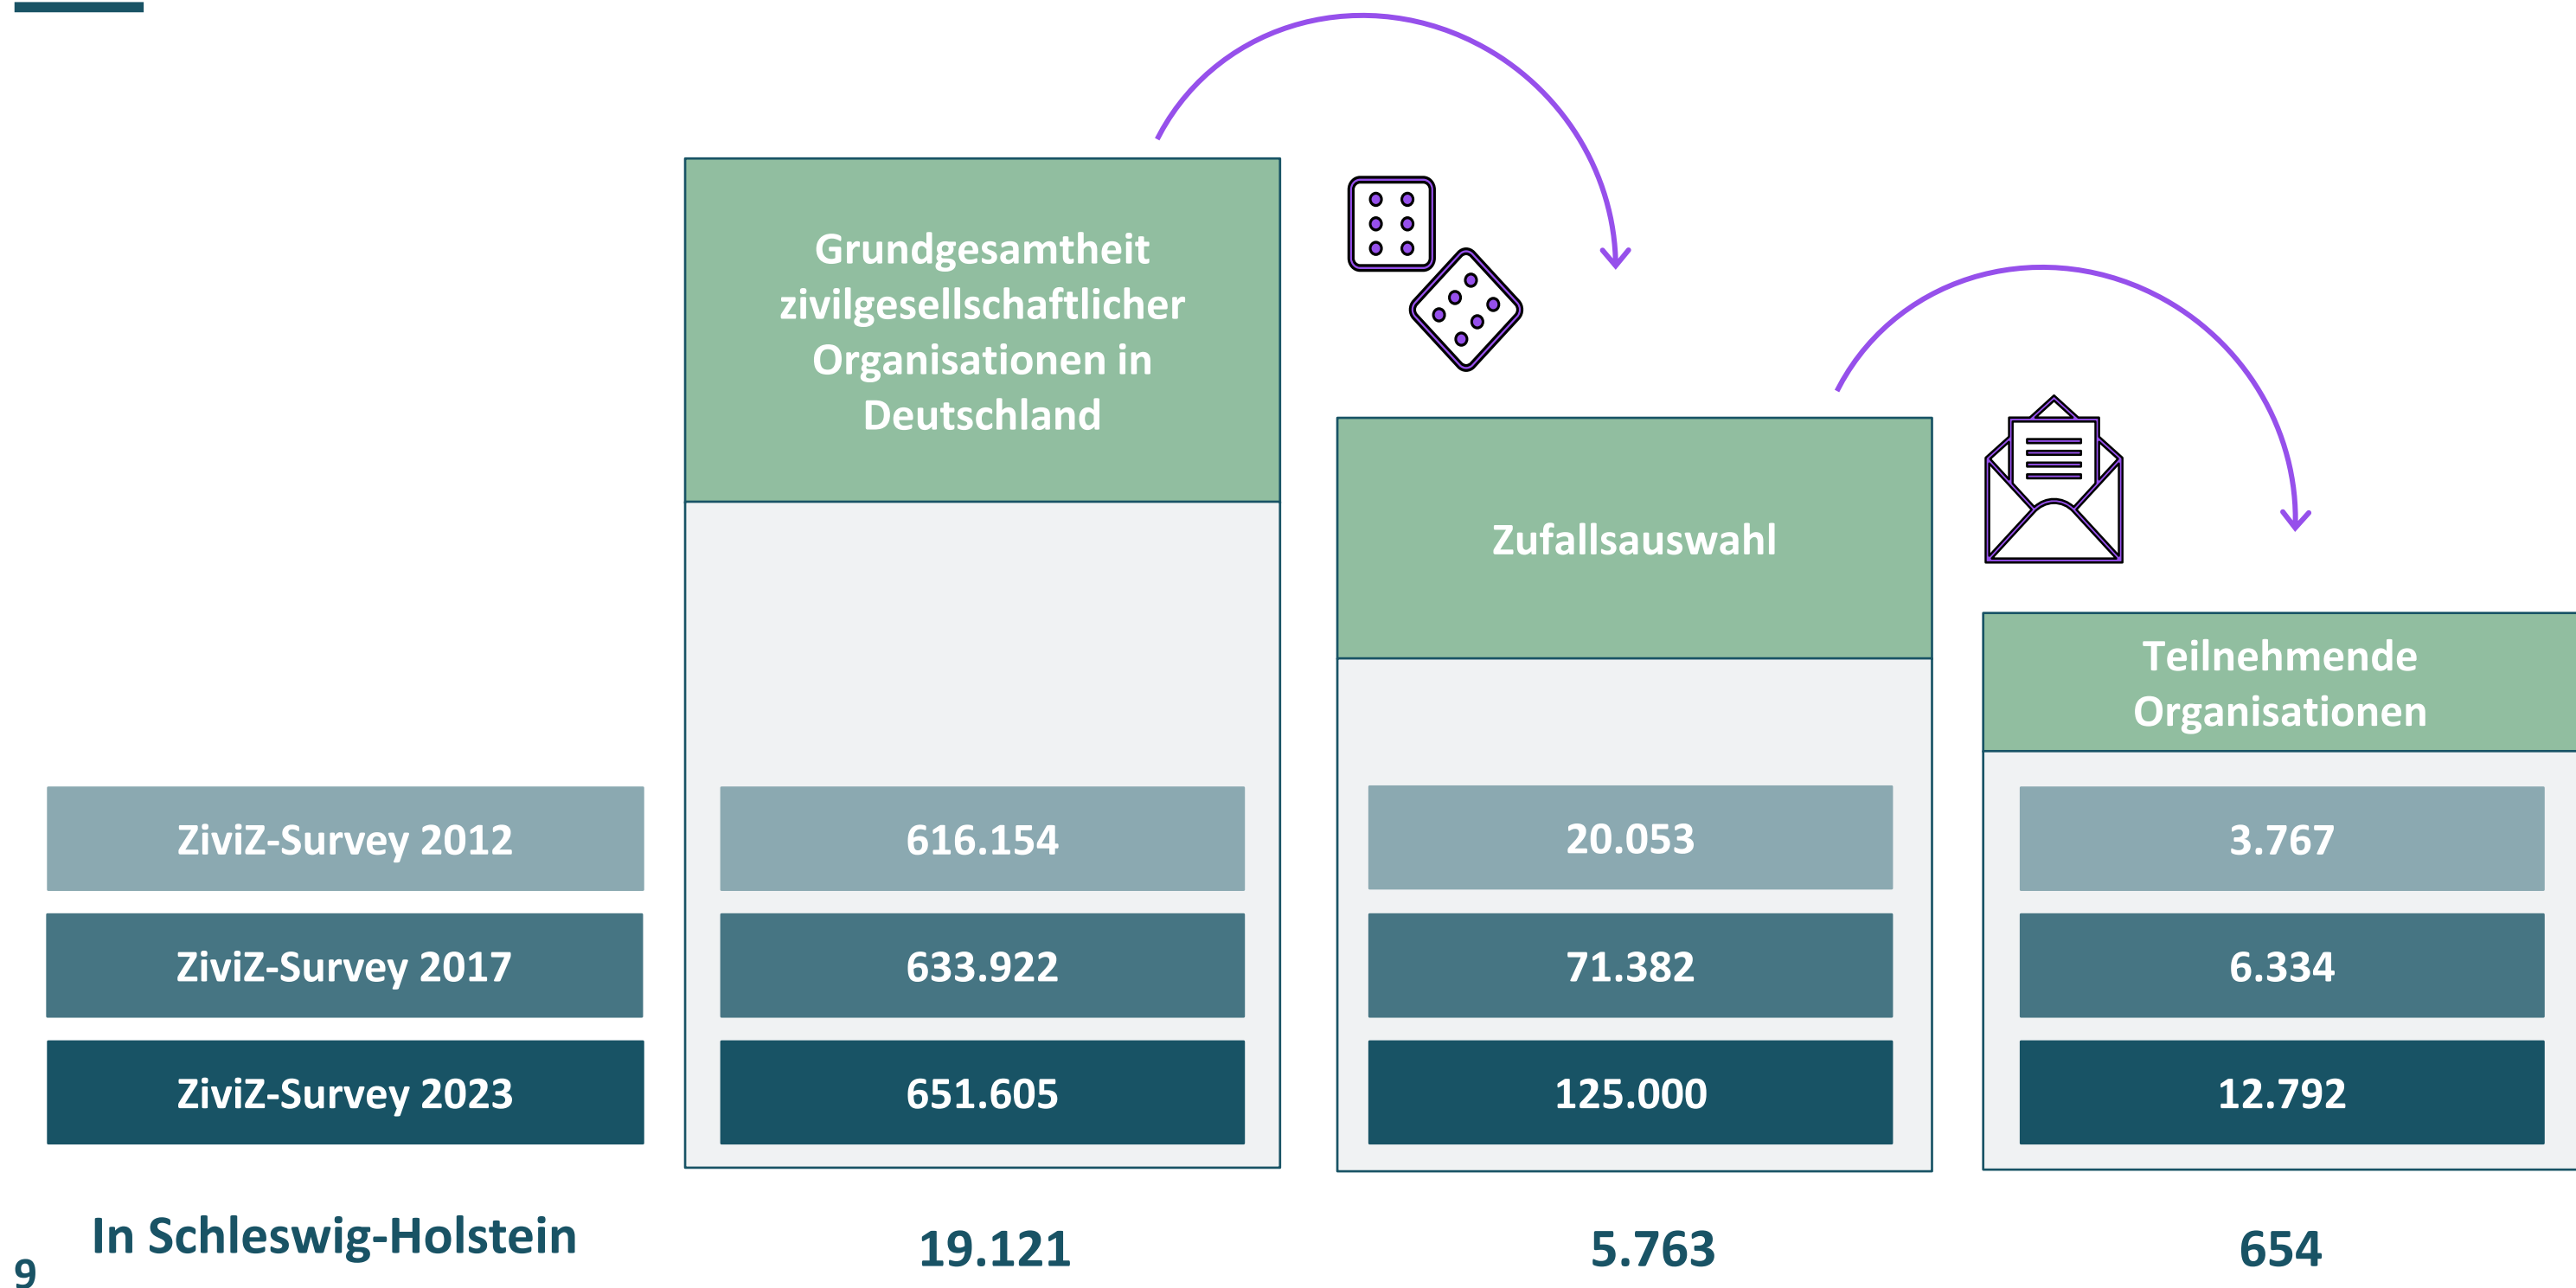 Grundgesamtheit
zivilgesellschaftlicher
Organisationen in
Deutschland
Zufallsauswahl
Teilnehmende
Organisationen
ZiviZ-Survey 2012
616.154
20.053
3.767
ZiviZ-Survey 2017
633.922
71.382
6.334
ZiviZ-Survey 2023
651.605
125.000
12.792
In Schleswig-Holstein
19.121
5.763
654
9